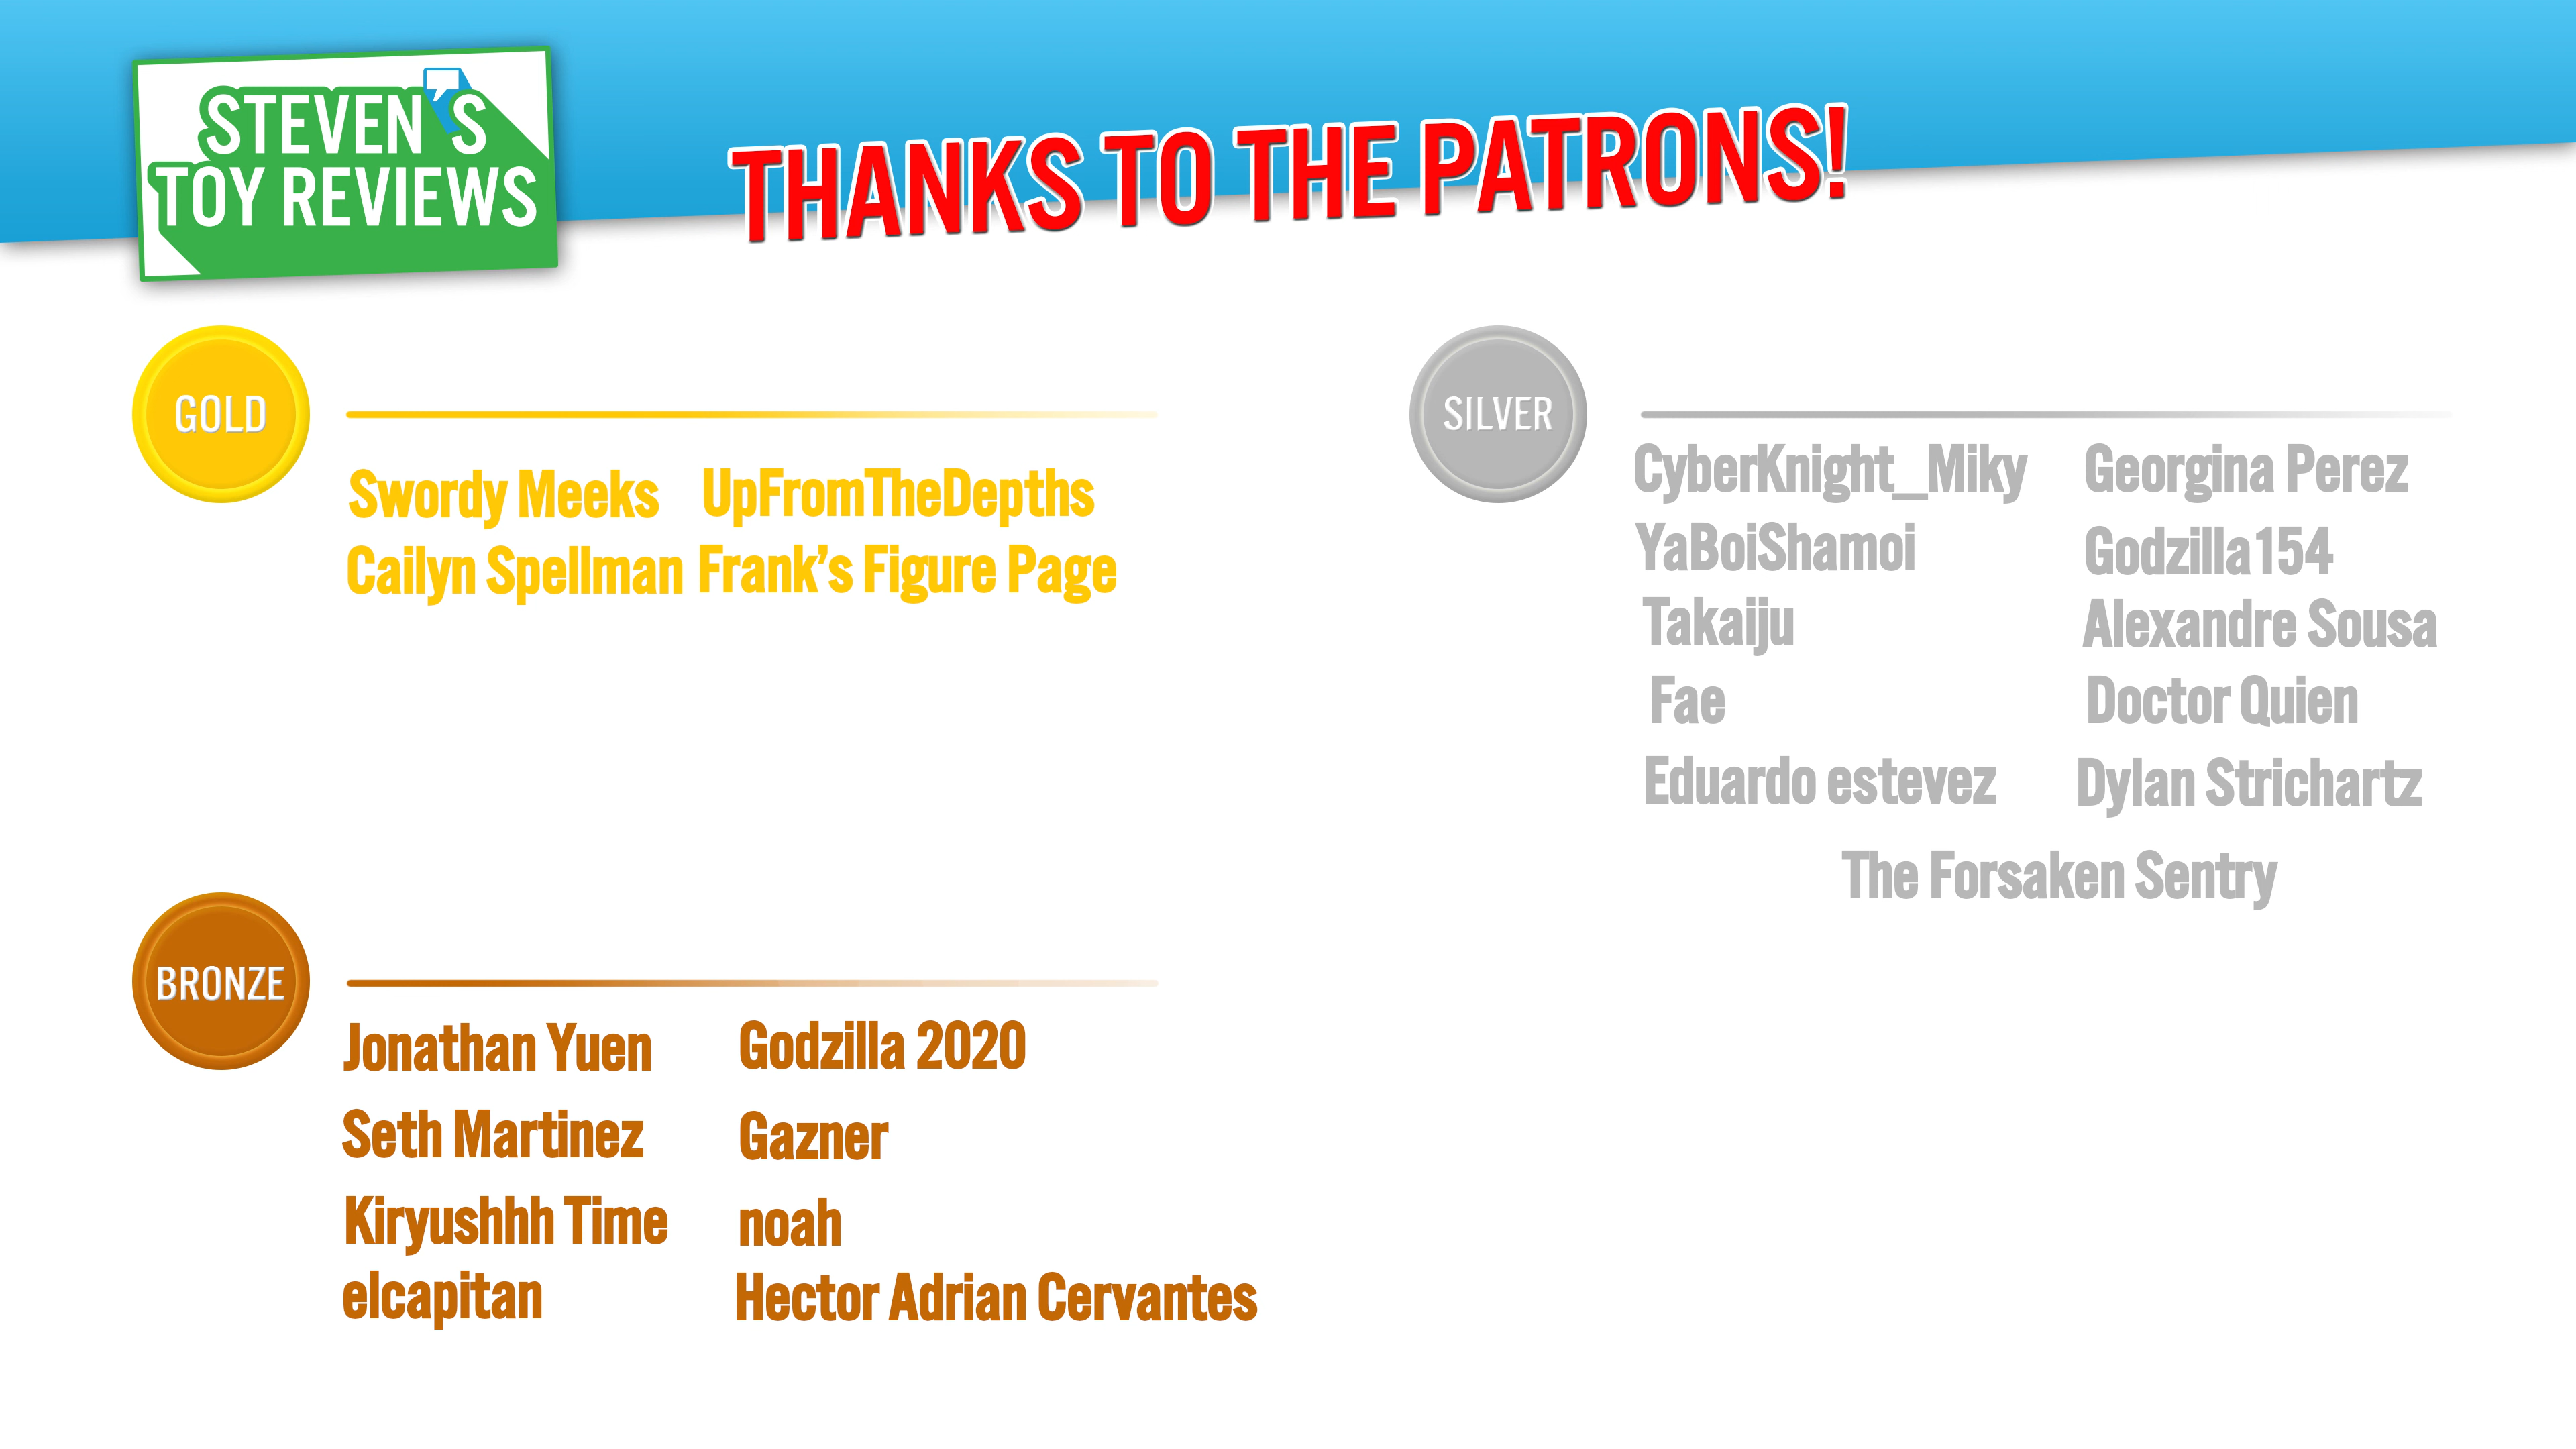 STEVEN'S
TOY REVIEWS
THANKS TO THE PATRONS!
GOLD
Swordy Meeks UpFromTheDepths
Cailyn Spellman Frank’s Figure Page
SILVER
CyberKnight_Miky Georgina Perez
YaBoiShamoi Godzilla154
Takaiju Alexandre Sousa
Fae Doctor Quien
Eduardo estevez Dylan Strichartz
The Forsaken Sentry
BRONZE
Jonathan Yuen Godzilla 2020
Seth Martinez Gazner
Kiryushhh Time noah
elcapitan Hector Adrian Cervantes